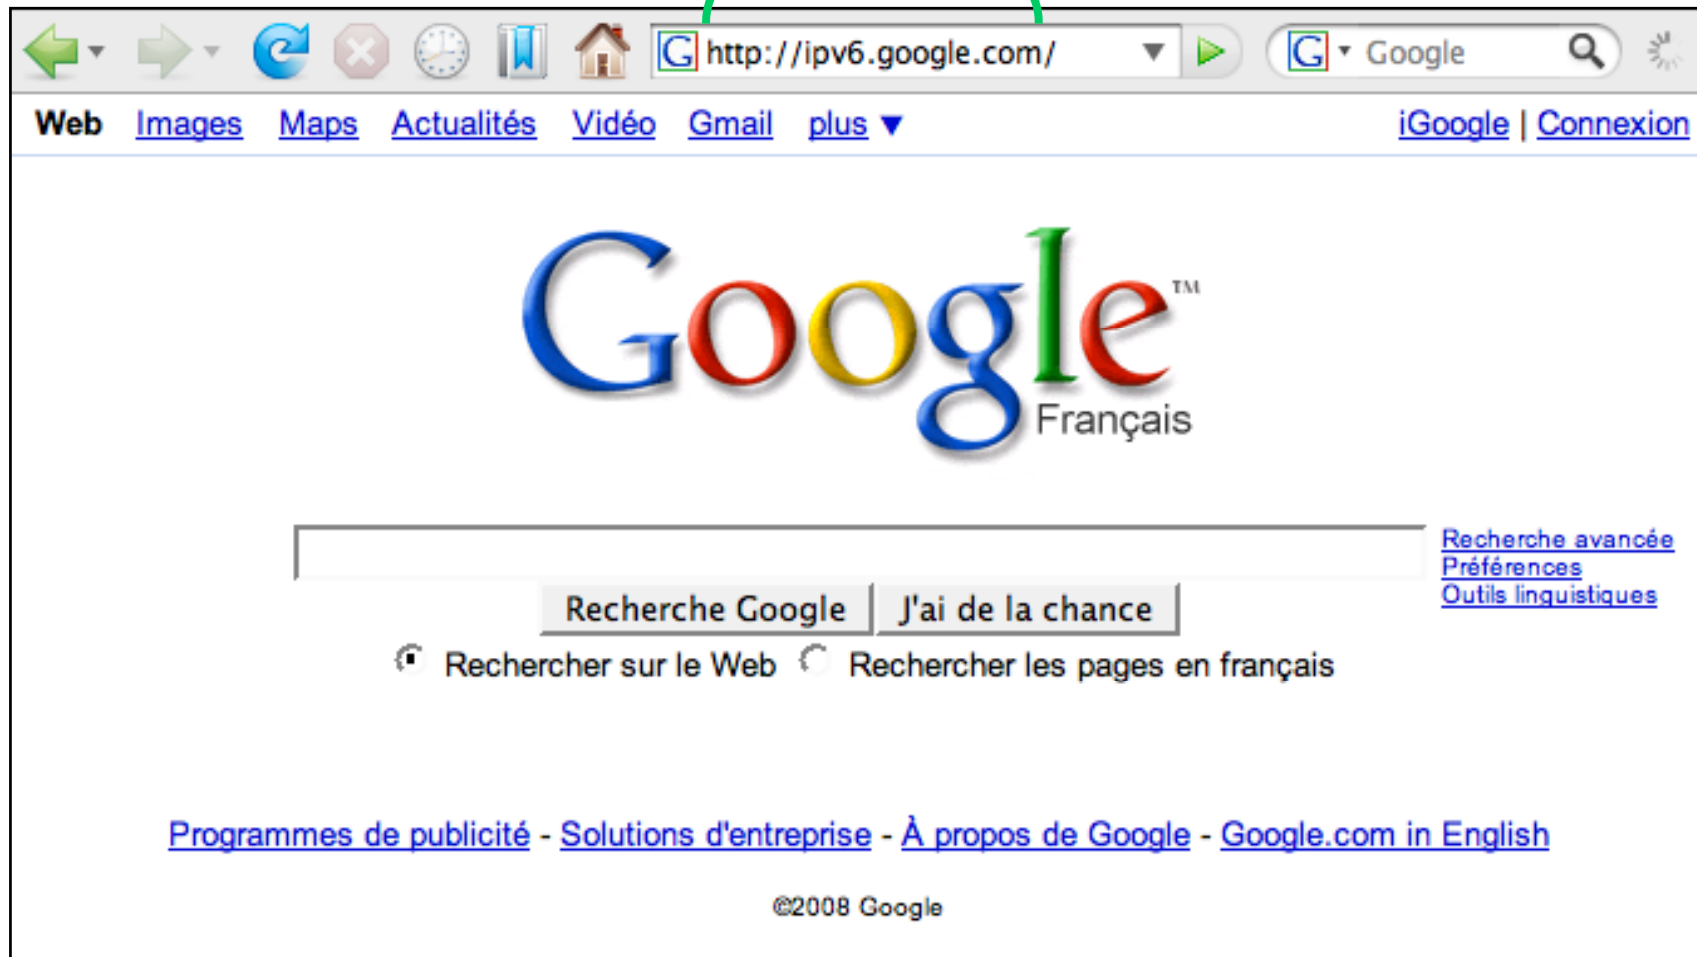 http://ipv6.google.com/ Google
Web Images Maps Actualités Vidéo Gmail plus ▼ iGoogle | Connexion
Google™
Français
Recherche avancée
Préférences
Outils linguistiques
Recherche Google J'ai de la chance
Rechercher sur le Web Rechercher les pages en français
Programmes de publicité - Solutions d'entreprise - À propos de Google - Google.com in English
©2008 Google